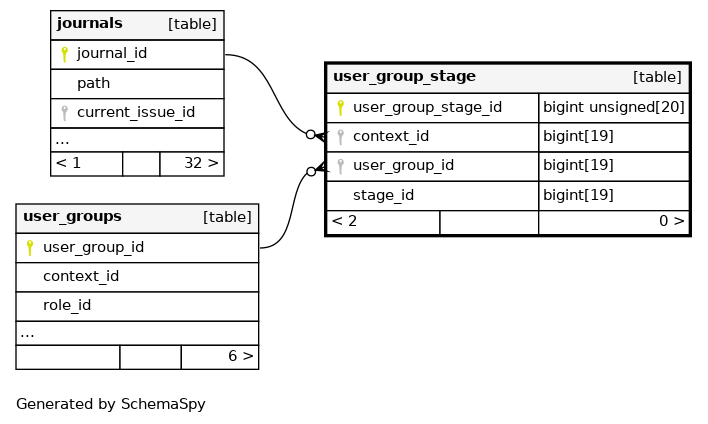 journals [table]
journal_id
path
current_issue_id
...
< 1 32 >
user_group_stage [table]
user_group_stage_id bigint unsigned[20]
context_id bigint[19]
user_group_id bigint[19]
stage_id bigint[19]
< 2 0 >
user_groups [table]
user_group_id
context_id
role_id
...
6 >
Generated by SchemaSpy